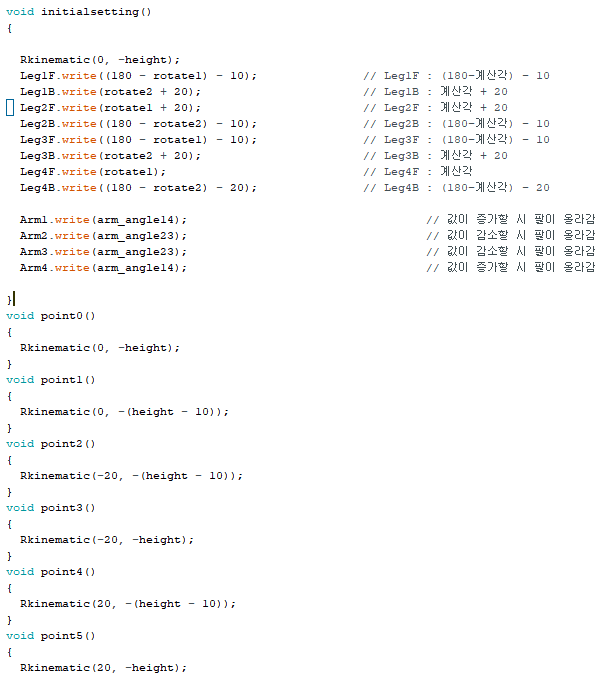 void initialsetting()
{
Rkinematic(0, -height);
Leg1F.write((180 - rotate1) - 10); // Leg1F : (180-계산각) - 10
Leg1B.write(rotate2 + 20); // Leg1B : 계산각 + 20
Leg2F.write(rotate1 + 20); // Leg2F : 계산각 + 20
Leg2B.write((180 - rotate2) - 10); // Leg2B : (180-계산각) - 10
Leg3F.write((180 - rotate1) - 10); // Leg3F : (180-계산각) - 10
Leg3B.write(rotate2 + 20); // Leg3B : 계산각 + 20
Leg4F.write(rotate1); // Leg4F : 계산각
Leg4B.write((180 - rotate2) - 20); // Leg4B : (180-계산각) - 20
Arm1.write(arm_angle14); // 값이 증가할 시 팔이 올라감
Arm2.write(arm_angle23); // 값이 감소할 시 팔이 올라감
Arm3.write(arm_angle23); // 값이 감소할 시 팔이 올라감
Arm4.write(arm_angle14); // 값이 증가할 시 팔이 올라감
}
void point0()
{
Rkinematic(0, -height);
}
void point1()
{
Rkinematic(0, -(height - 10));
}
void point2()
{
Rkinematic(-20, -(height - 10));
}
void point3()
{
Rkinematic(-20, -height);
}
void point4()
{
Rkinematic(20, -(height - 10));
}
void point5()
{
Rkinematic(20, -height);